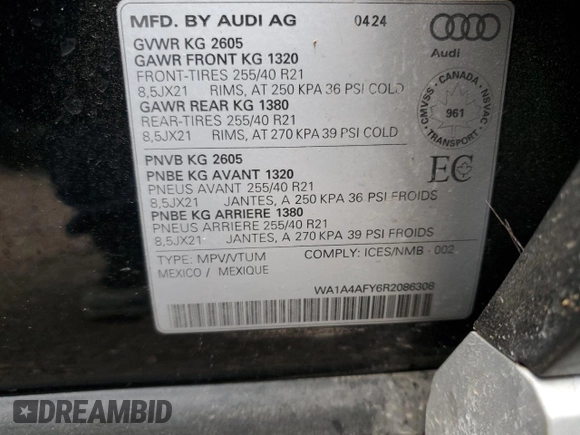 MFD. BY AUDI AG 0424
GVWR KG 2605
GAWR FRONT KG 1320
FRONT-TIRES 255/40 R21
8,5JX21 RIMS, AT 250 KPA 36 PSI COLD
GAWR REAR KG 1380
REAR-TIRES 255/40 R21
8,5JX21 RIMS, AT 270 KPA 39 PSI COLD
Audi
CMVSS - CANADA - NSVAC
961
TRANSPORT
PNVB KG 2605
PNBE KG AVANT 1320
PNEUS AVANT 255/40 R21
8,5JX21 JANTES, A 250 KPA 36 PSI FROIDS
PNBE KG ARRIERE 1380
PNEUS ARRIERE 255/40 R21
8,5JX21 JANTES, A 270 KPA 39 PSI FROIDS
EC
TYPE: MPV/VTUM COMPLY: ICES/NMB - 002
MEXICO / MEXIQUE
WA1A4AFY6R2086306
DREAMBID